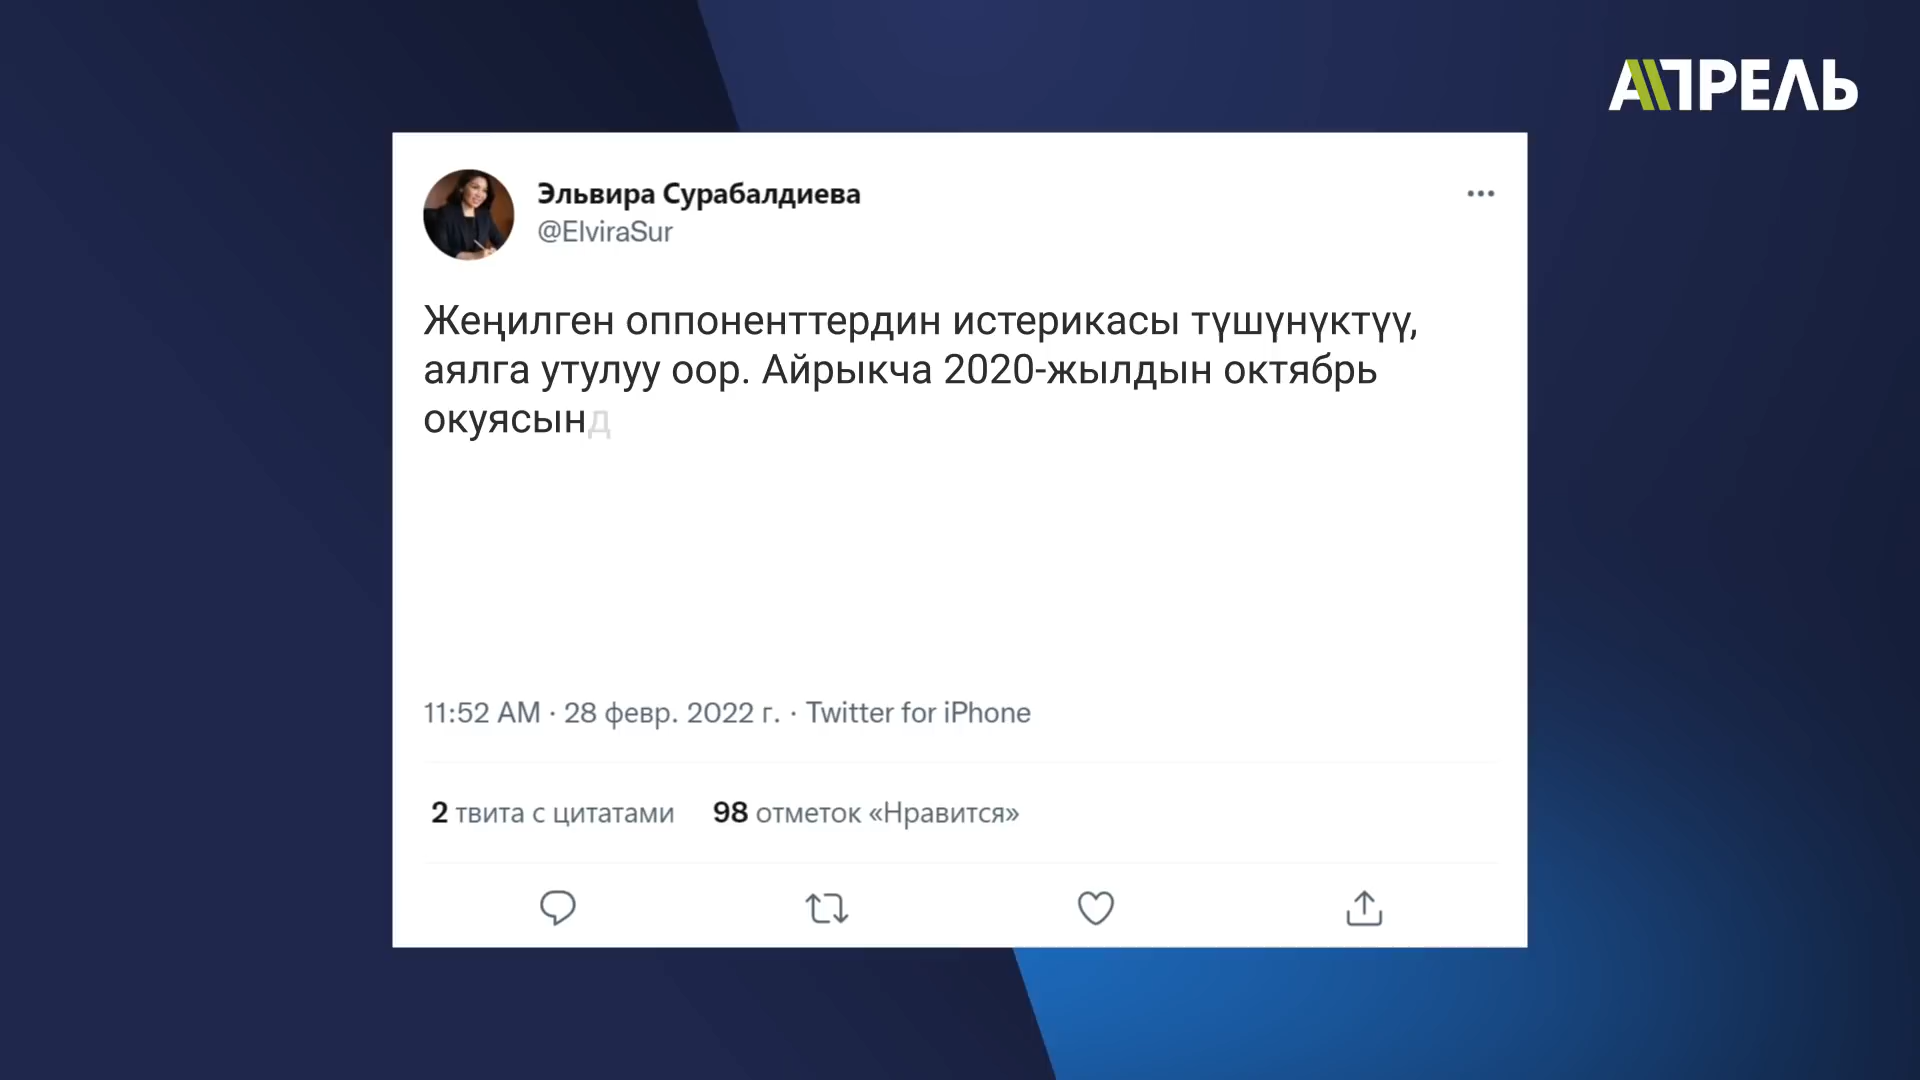 АПРЕЛЬ
Эльвира Сурабалдиева
@ElviraSur
Жеңилген оппоненттердин истерикасы түшүнүктүү,
аялга утулуу оор. Айрыкча 2020-жылдын октябрь
окуясынд
11:52 AM · 28 февр. 2022 г. · Twitter for iPhone
2 твита с цитатами 98 отметок «Нравится»